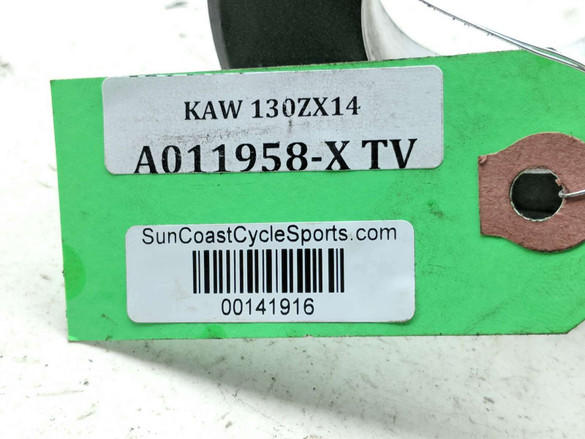 KAW 130ZX14
A011958-X TV
SunCoastCycleSports.com
00141916